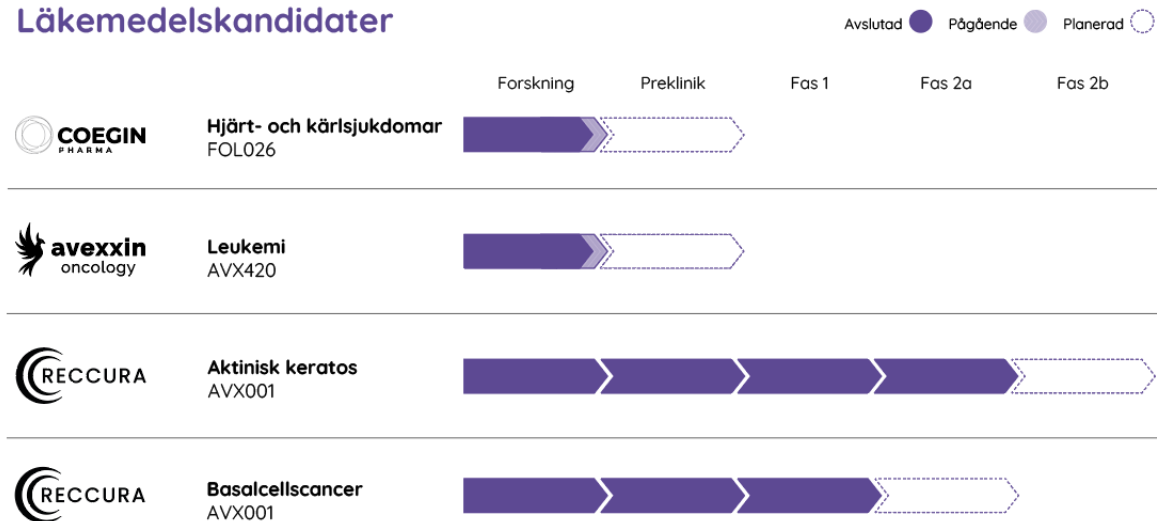 Läkemedelskandidater
Avslutad Pågående Planerad
Forskning Preklinik Fas 1 Fas 2a Fas 2b
COEGIN
PHARMA
Hjärt- och kärlsjukdomar
FOL026
avexxin
oncology
Leukemi
AVX420
RECCURA
Aktinisk keratos
AVX001
RECCURA
Basalcellscancer
AVX001